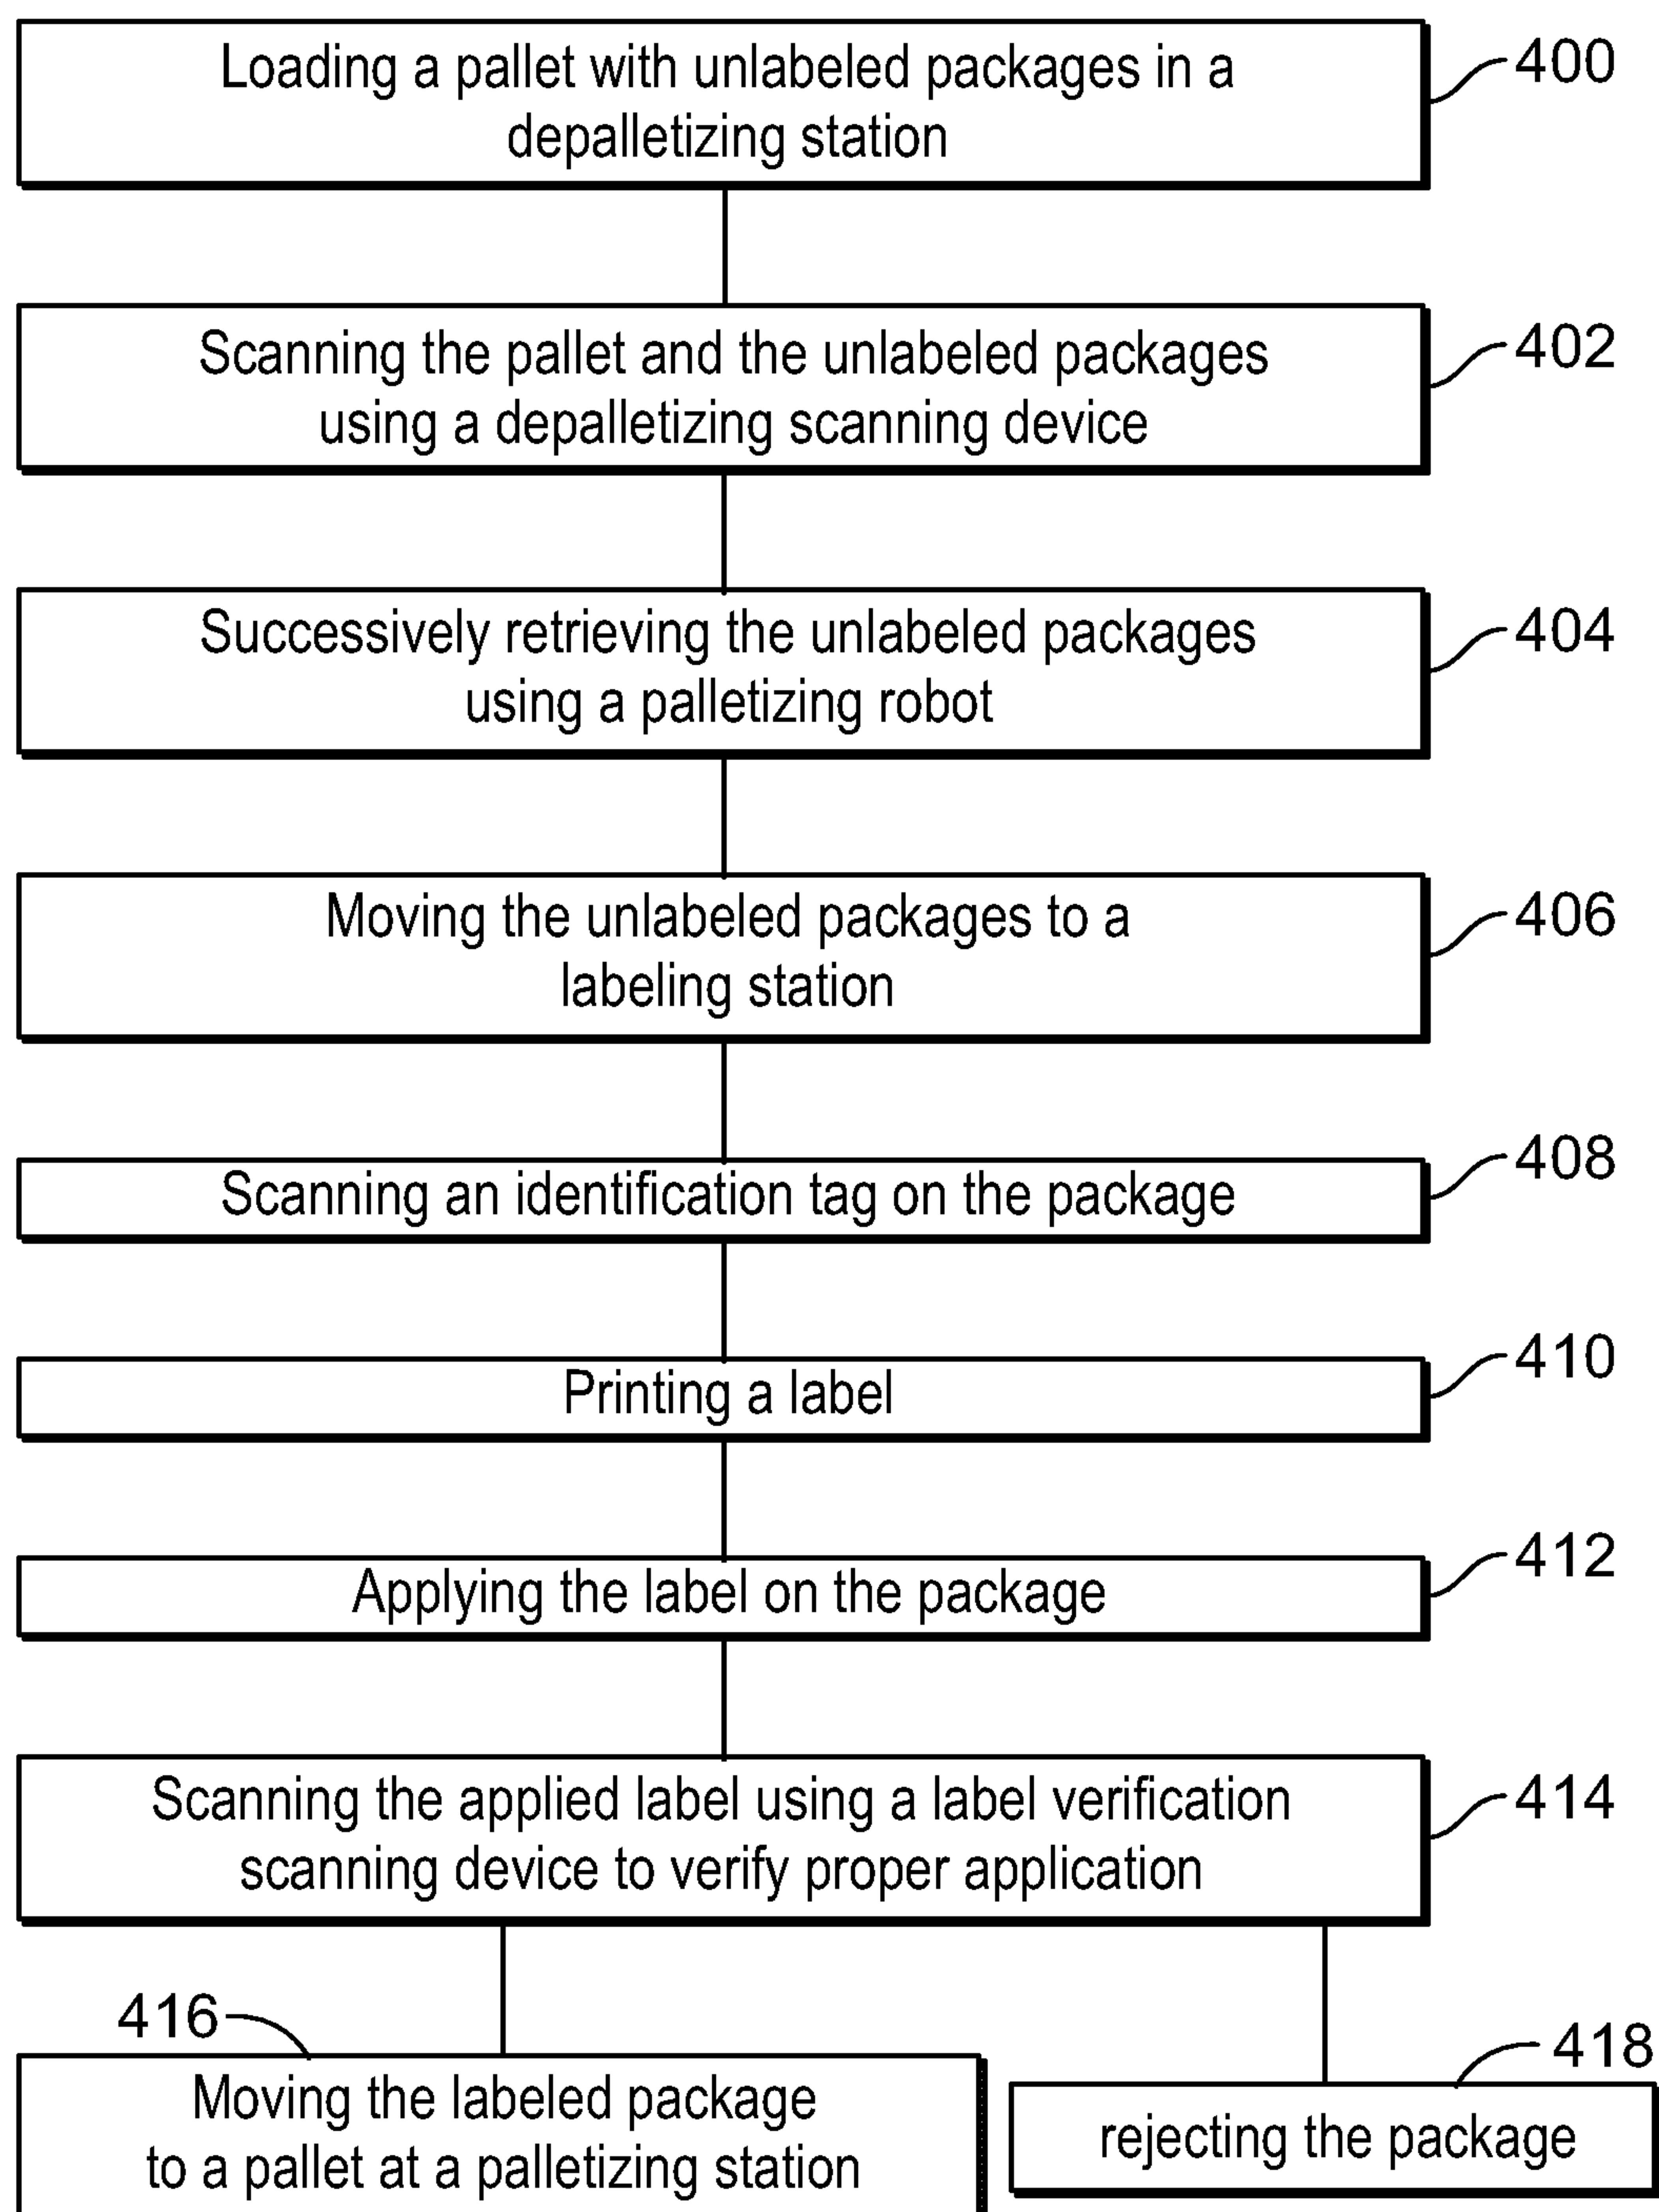 Loading a pallet with unlabeled packages in a
depalletizing station
400
Scanning the pallet and the unlabeled packages
using a depalletizing scanning device
402
Successively retrieving the unlabeled packages
using a palletizing robot
404
Moving the unlabeled packages to a
labeling station
406
Scanning an identification tag on the package
408
Printing a label
410
Applying the label on the package
412
Scanning the applied label using a label verification
scanning device to verify proper application
414
416
Moving the labeled package
to a pallet at a palletizing station
418
rejecting the package